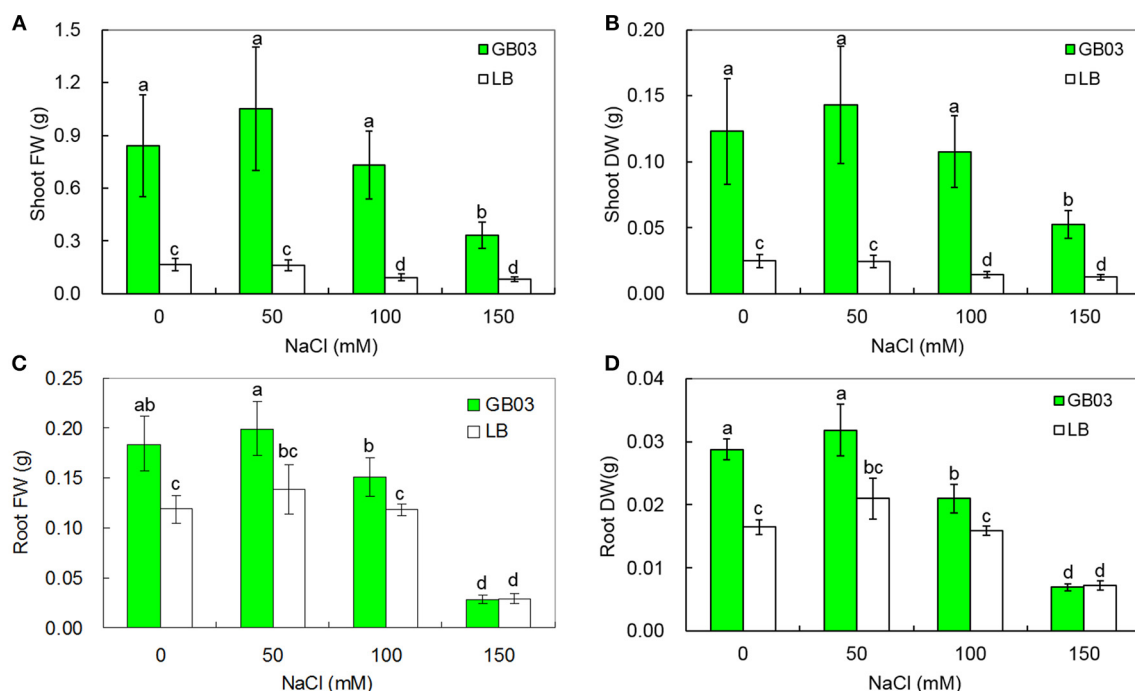 A
Shoot FW (g)
1.5
1.2
0.9
0.6
0.3
0.0
a
c
a
c
a
d
b
d
GB03
LB
0 50 100 150
NaCl (mM)
B
Shoot DW (g)
0.20
0.15
0.10
0.05
0.00
a
c
a
c
a
d
b
d
GB03
LB
0 50 100 150
NaCl (mM)
C
Root FW (g)
0.25
0.20
0.15
0.10
0.05
0.00
ab
c
a
bc
b
c
d
d
GB03
LB
0 50 100 150
NaCl (mM)
D
Root DW(g)
0.04
0.03
0.02
0.01
0.00
a
c
a
bc
b
c
d
d
GB03
LB
0 50 100 150
NaCl (mM)